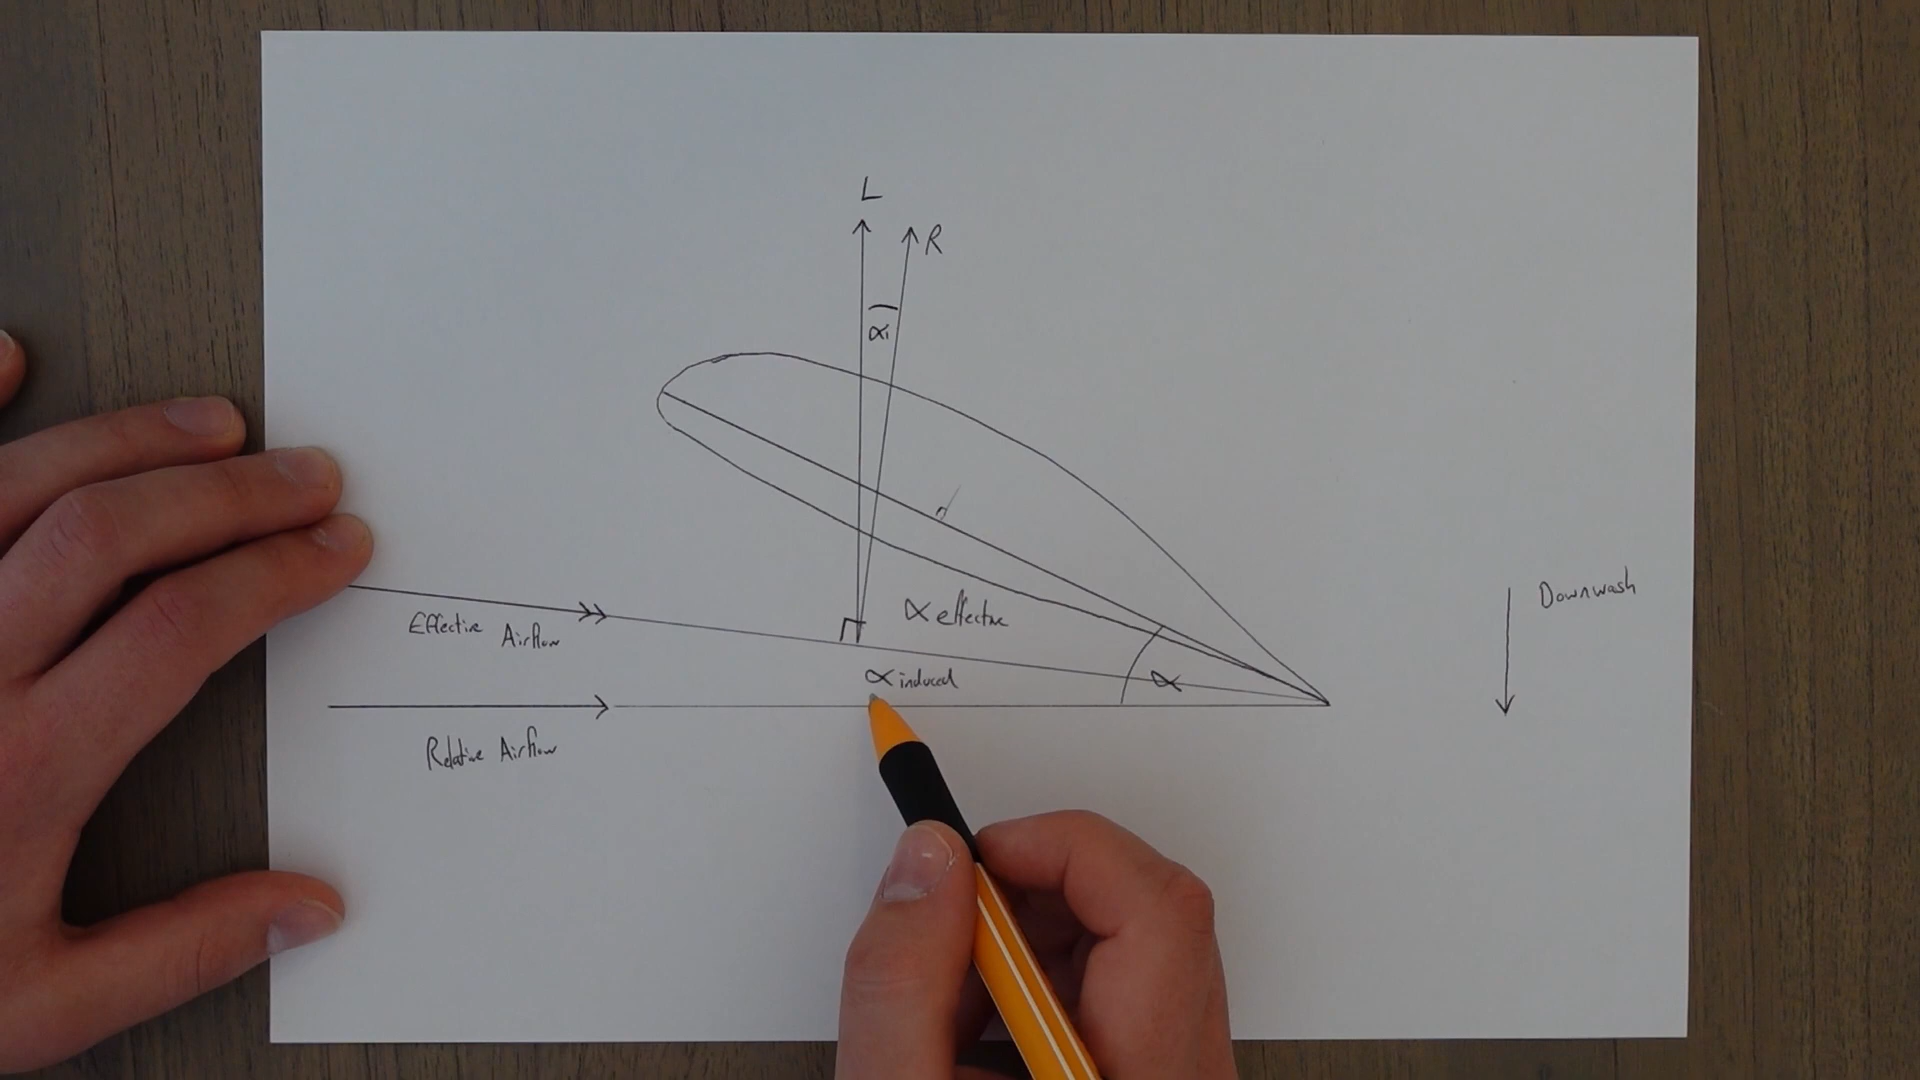 L
R
αi
α effective
Downwash
Effective Airflow
α induced
α
Relative Airflow